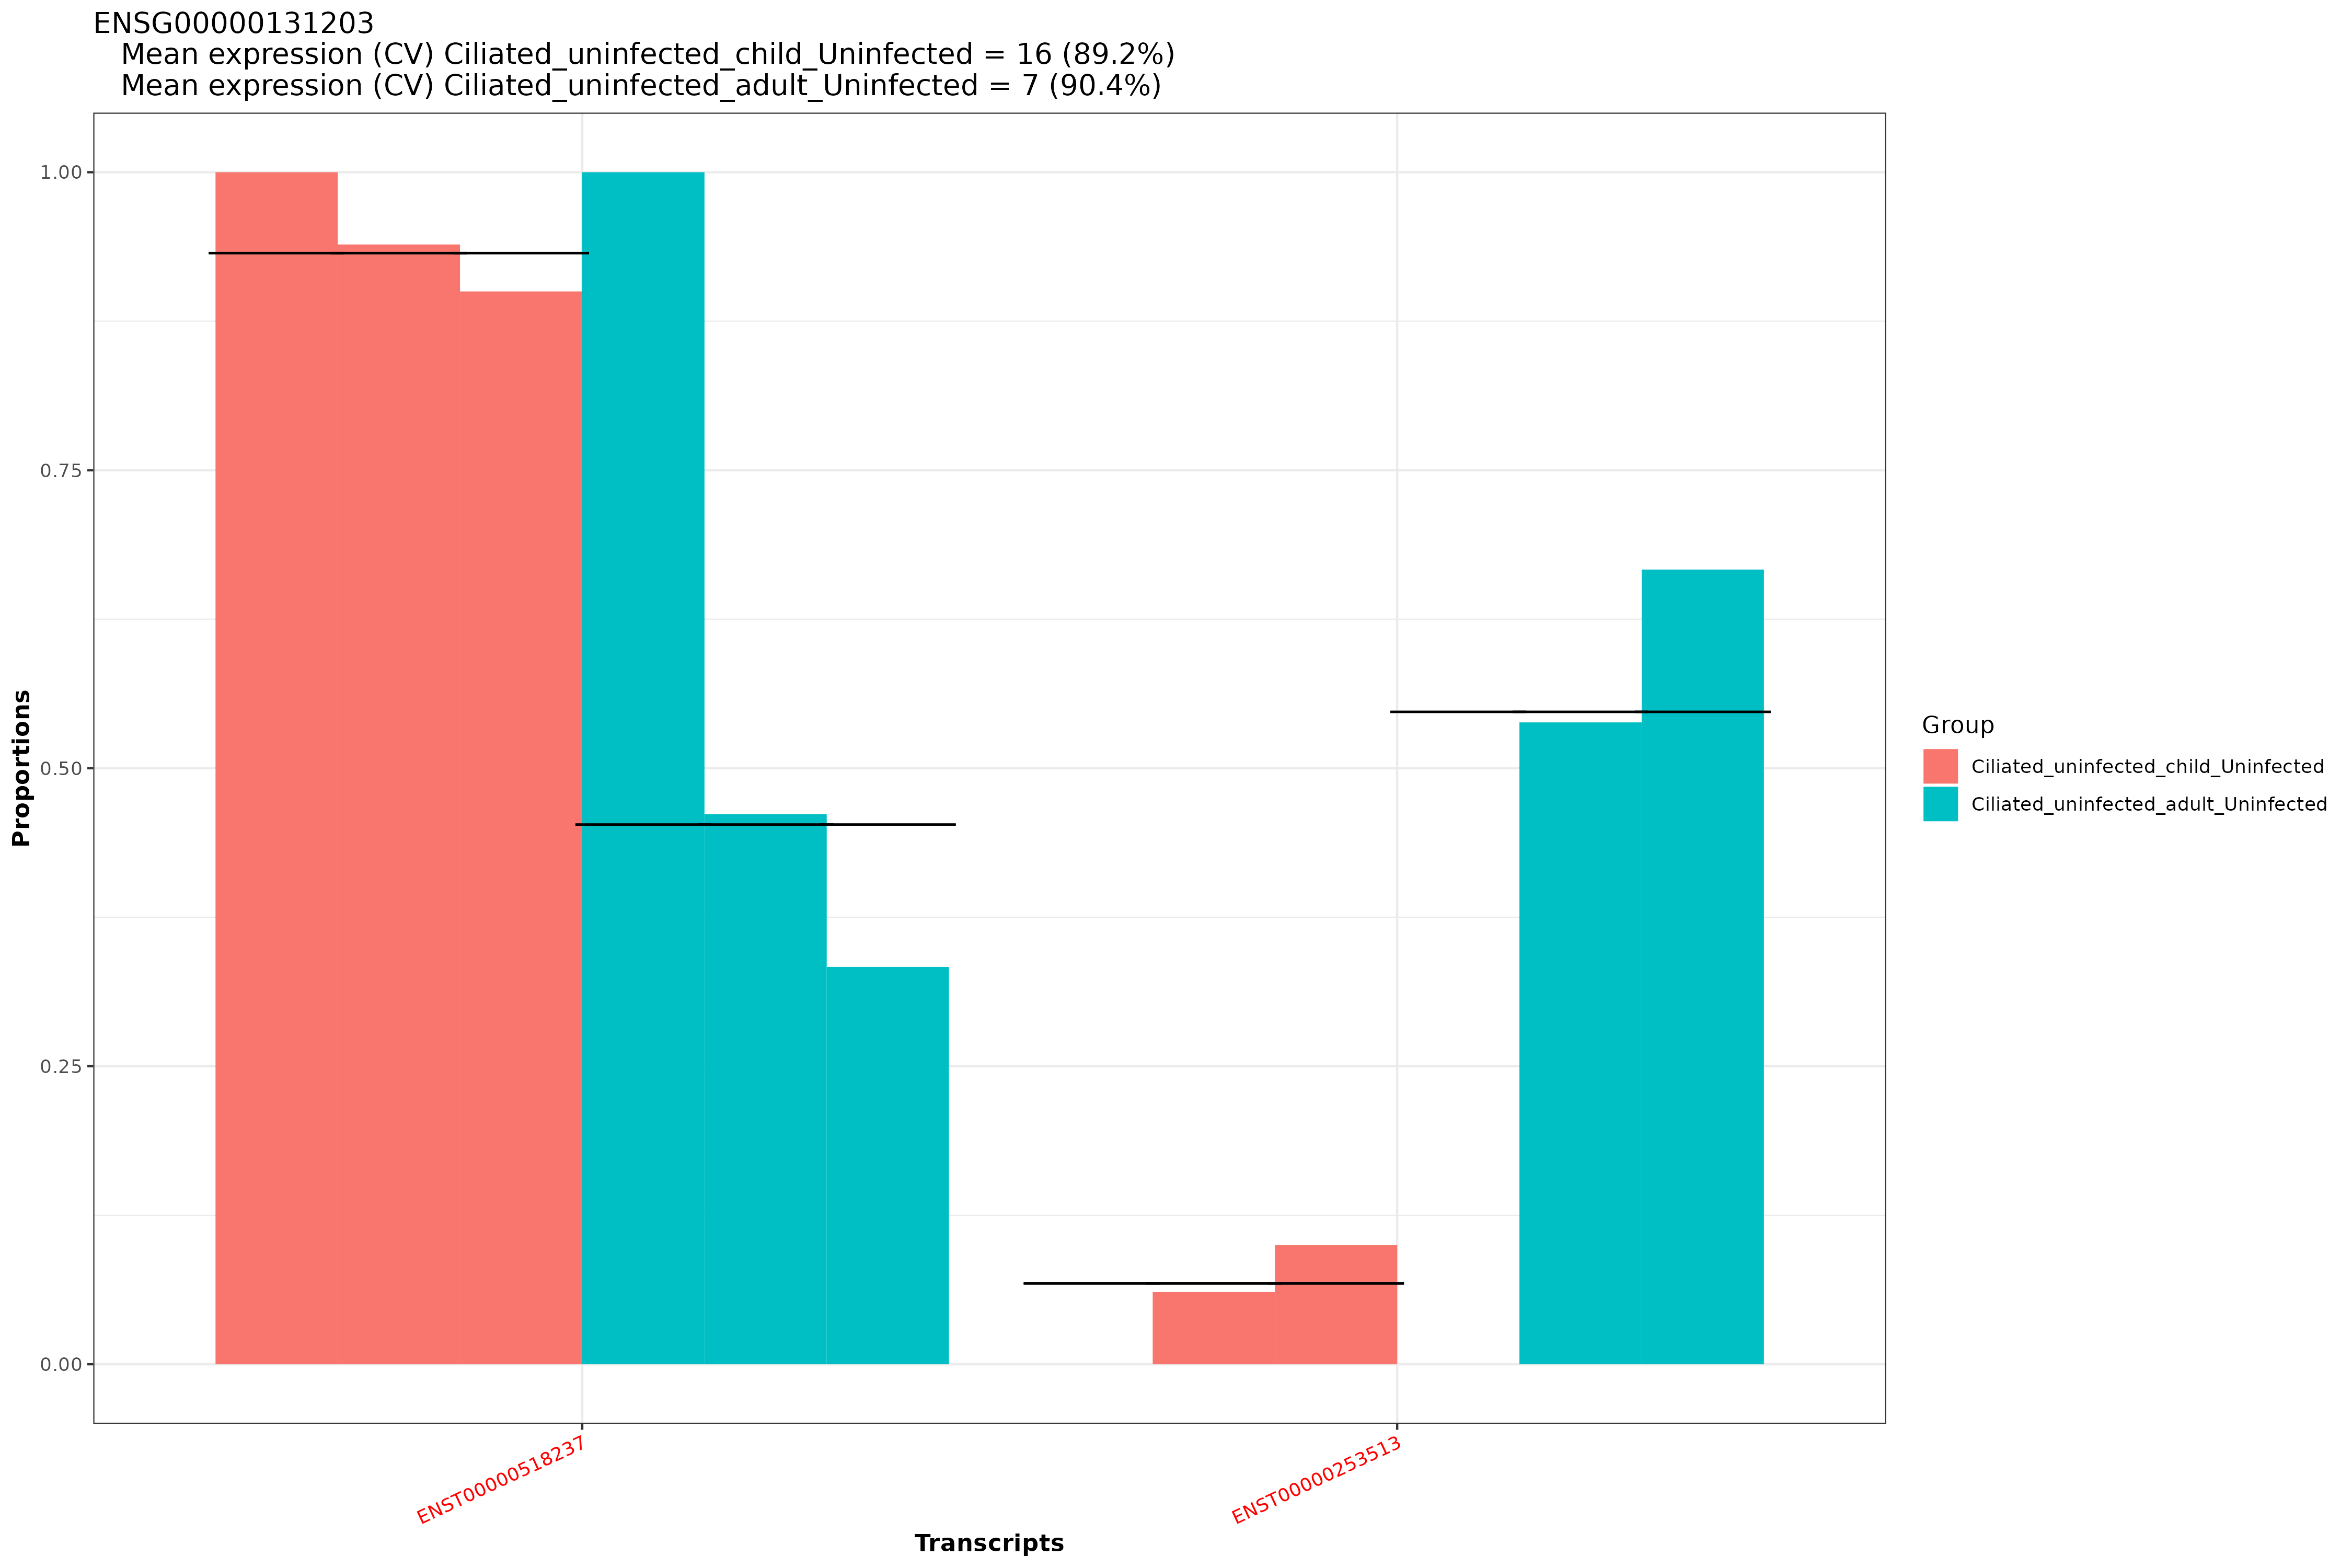 ENSG00000131203
Mean expression (CV) Ciliated_uninfected_child_Uninfected = 16 (89.2%)
Mean expression (CV) Ciliated_uninfected_adult_Uninfected = 7 (90.4%)
1.00
0.75
0.50
0.25
0.00
Proportions
Group
Ciliated_uninfected_child_Uninfected
Ciliated_uninfected_adult_Uninfected
ENST00000518237
ENST00000253513
Transcripts